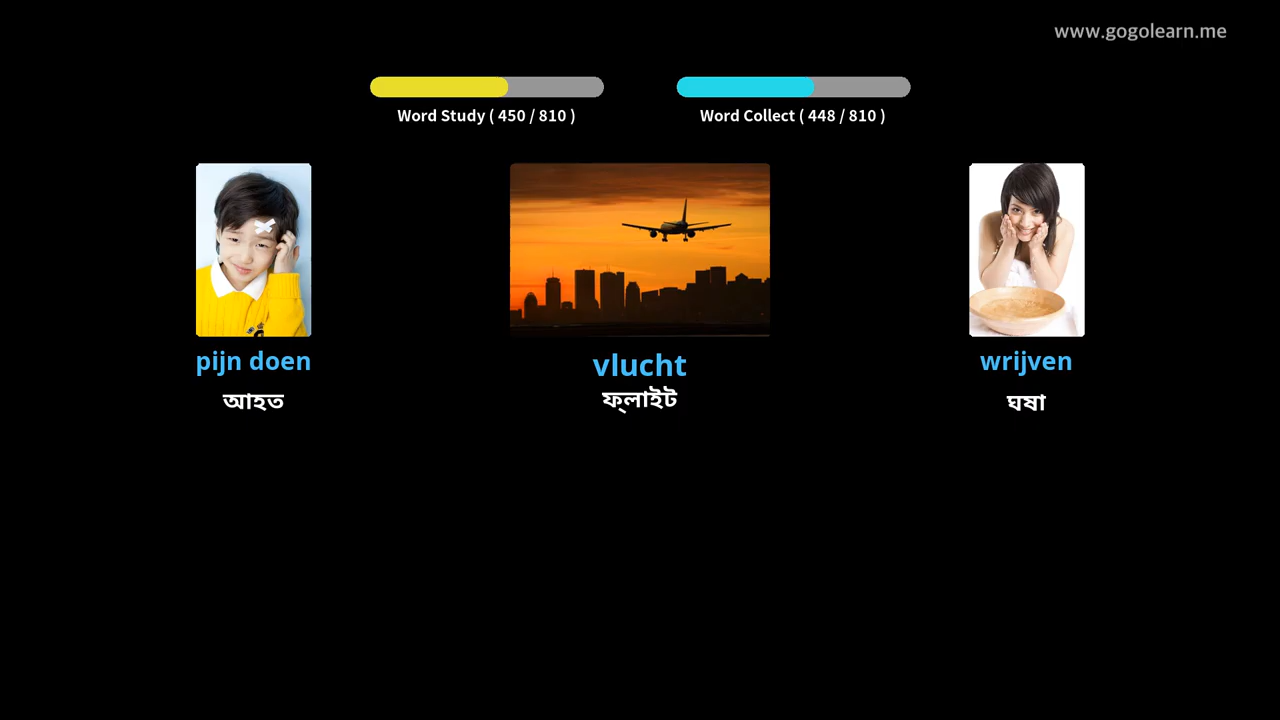 www.gogolearn.me
Word Study ( 450 / 810 )
Word Collect ( 448 / 810 )
pijn doen
vlucht
wrijven
আহত
ফ্লাইট
ঘষা